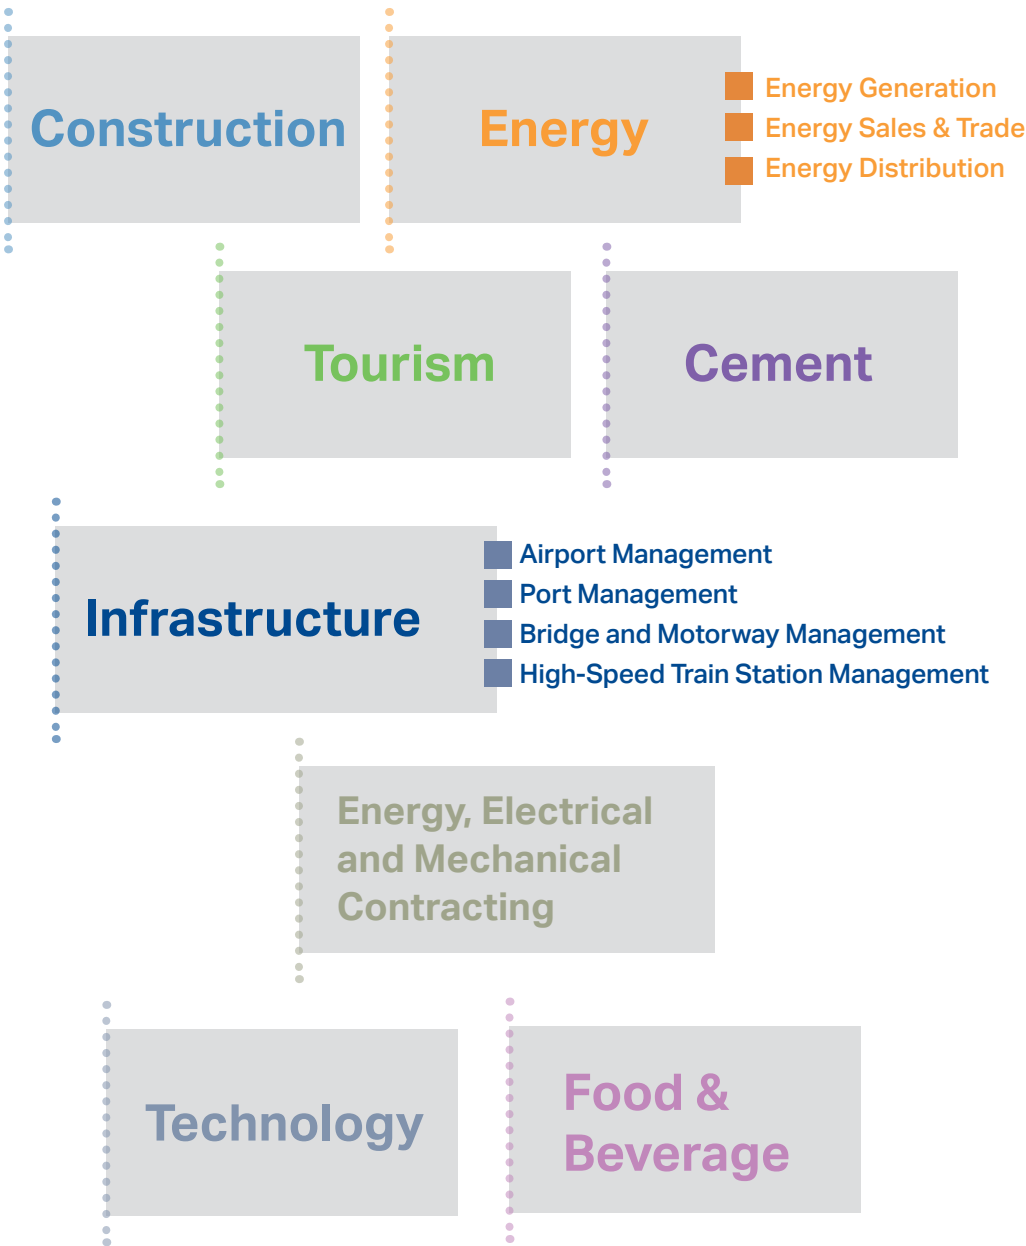 Construction
Energy
Energy Generation
Energy Sales & Trade
Energy Distribution
Tourism
Cement
Infrastructure
Airport Management
Port Management
Bridge and Motorway Management
High-Speed Train Station Management
Energy, Electrical
and Mechanical
Contracting
Technology
Food &
Beverage